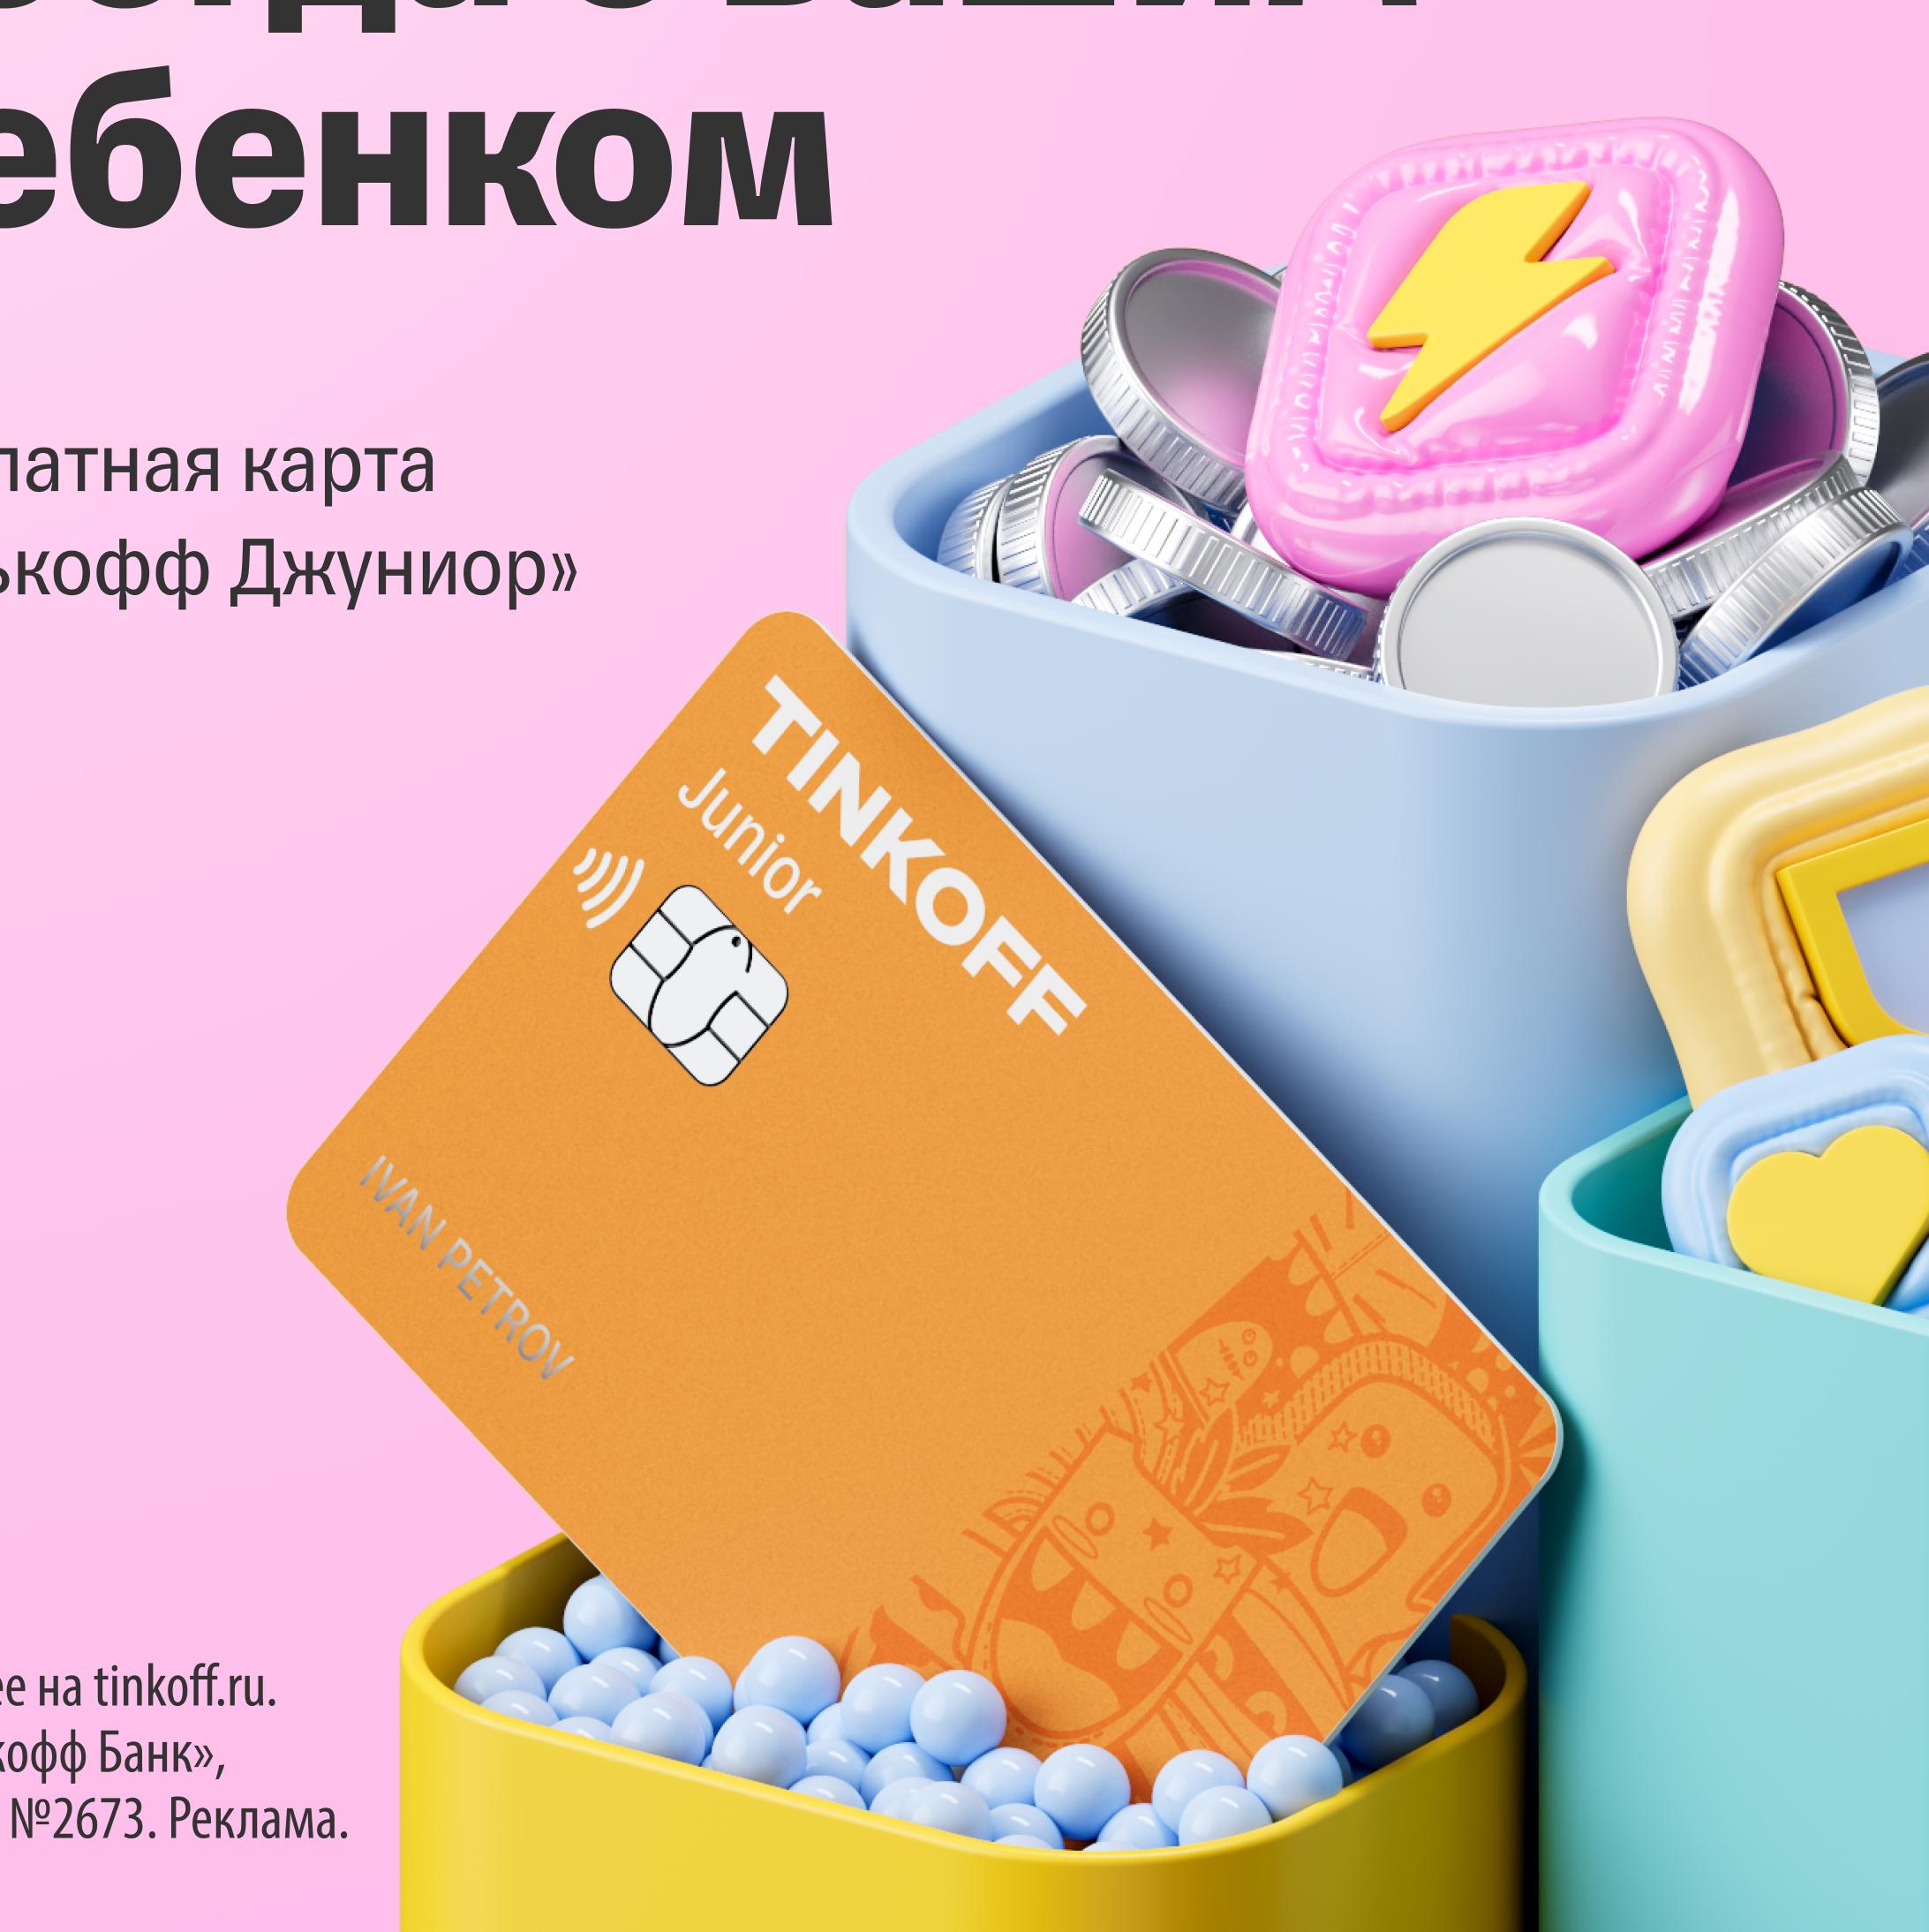 ебенком
латная карта
ькофф Джуниор»
TINKOFF
Junior
IVAN PETROV
ее на tinkoff.ru.
кофф Банк»,
№2673. Реклама.